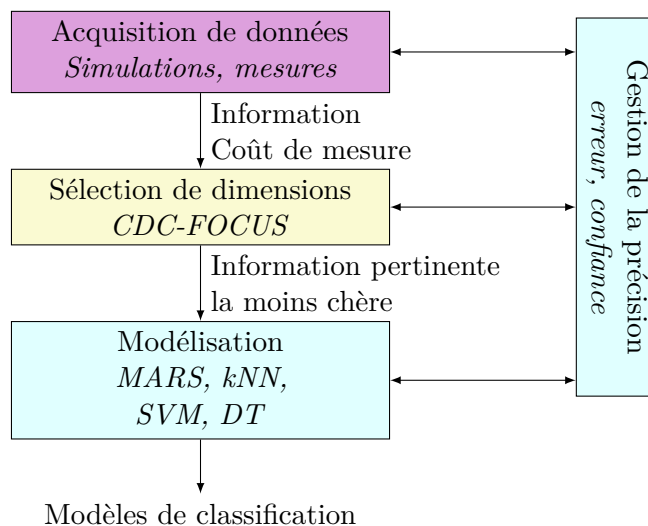 Acquisition de données
Simulations, mesures
Information
Coût de mesure
Sélection de dimensions
CDC-FOCUS
Information pertinente
la moins chère
Modélisation
MARS, kNN,
SVM, DT
Modèles de classification
Gestion de la précision
erreur, confiance